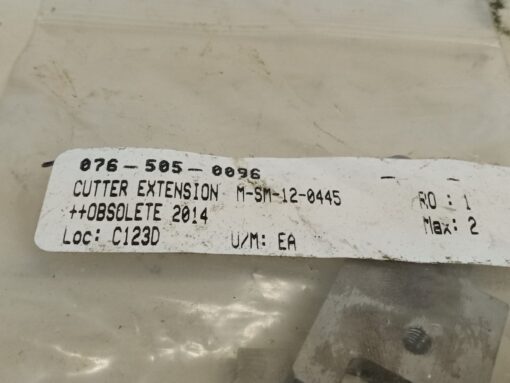 076-505-0096
CUTTER EXTENSION M-SM-12-0445 RO : 1
++OBSOLETE 2014 Max: 2
Loc: C123D U/M: EA